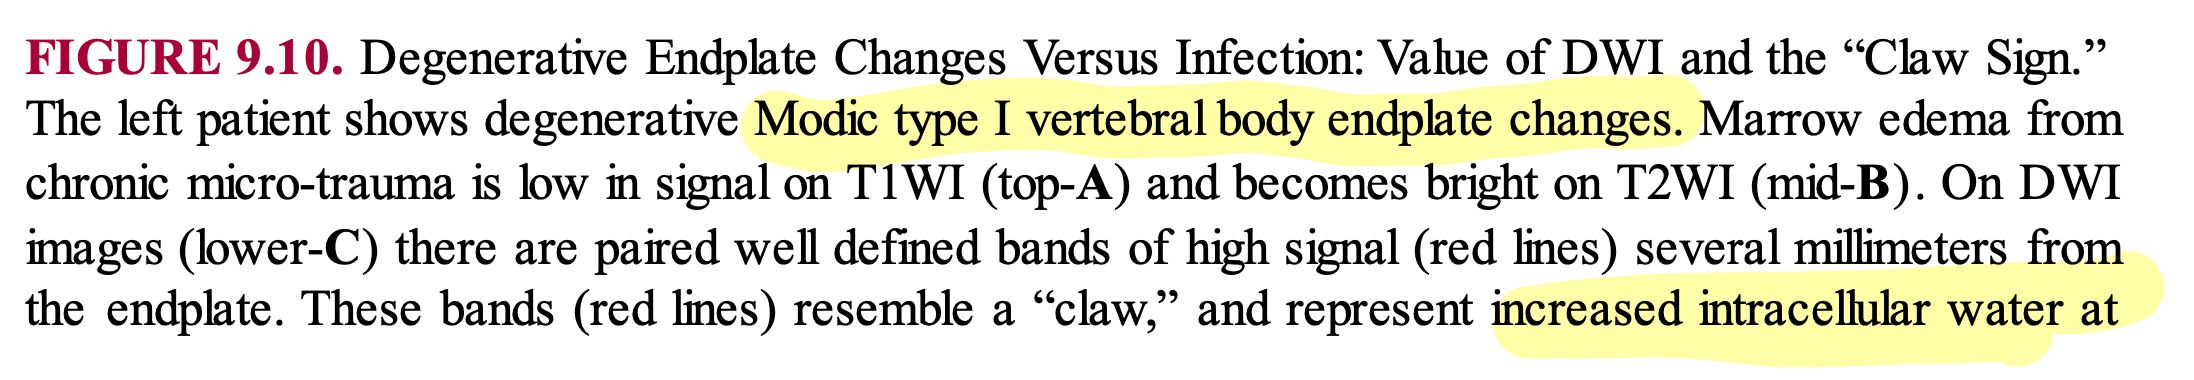 FIGURE 9.10. Degenerative Endplate Changes Versus Infection: Value of DWI and the “Claw Sign.”
The left patient shows degenerative Modic type I vertebral body endplate changes. Marrow edema from
chronic micro-trauma is low in signal on T1WI (top-A) and becomes bright on T2WI (mid-B). On DWI
images (lower-C) there are paired well defined bands of high signal (red lines) several millimeters from
the endplate. These bands (red lines) resemble a “claw,” and represent increased intracellular water at